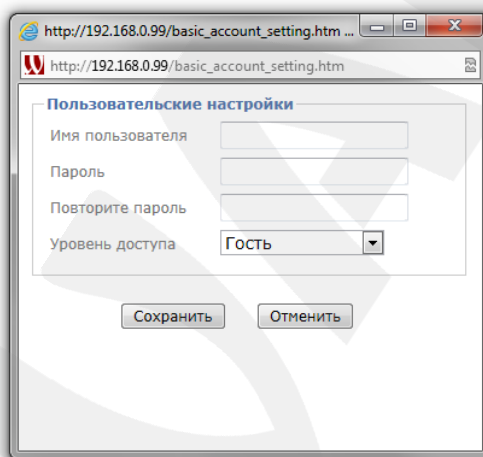 http://192.168.0.99/basic_account_setting.htm ...
http://192.168.0.99/basic_account_setting.htm
Пользовательские настройки
Имя пользователя
Пароль
Повторите пароль
Уровень доступа Гость
Сохранить Отменить